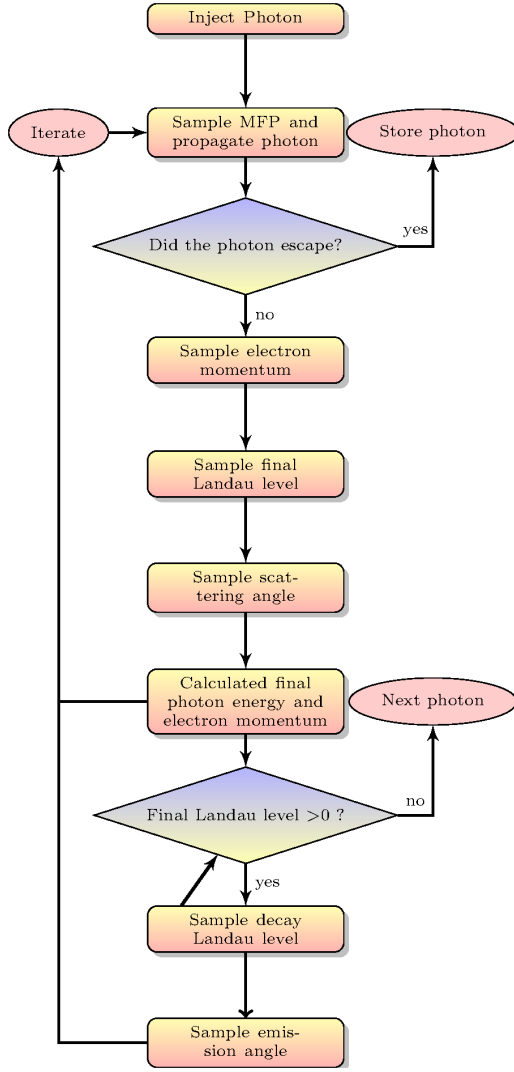 Inject Photon
Iterate
Sample MFP and
propagate photon
Store photon
yes
Did the photon escape?
no
Sample electron
momentum
Sample final
Landau level
Sample scat-
tering angle
Calculated final
photon energy and
electron momentum
Next photon
no
Final Landau level >0 ?
yes
Sample decay
Landau level
Sample emis-
sion angle